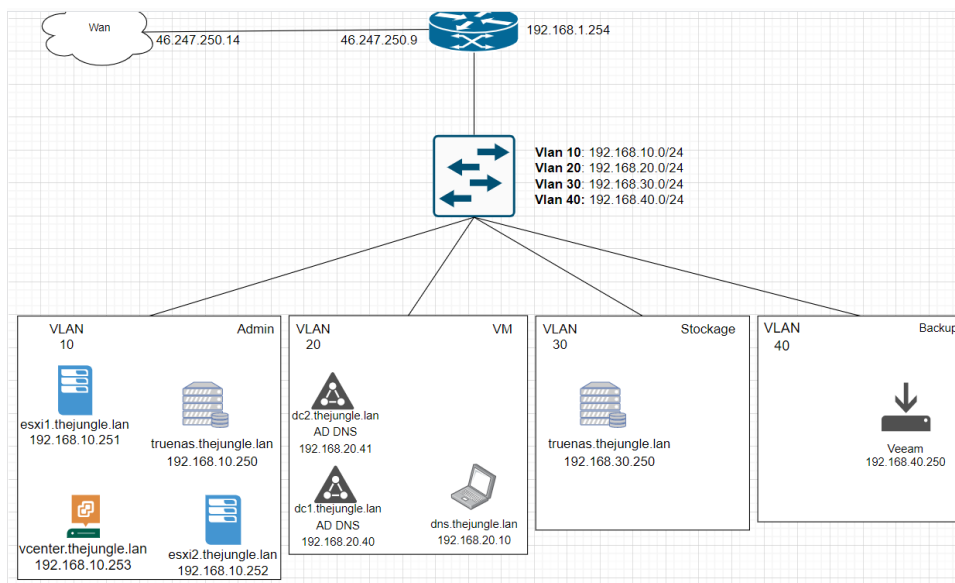 Wan
46.247.250.14
46.247.250.9
192.168.1.254
Vlan 10: 192.168.10.0/24
Vlan 20: 192.168.20.0/24
Vlan 30: 192.168.30.0/24
Vlan 40: 192.168.40.0/24
VLAN
10
Admin
esxi1.thejungle.lan
192.168.10.251
truenas.thejungle.lan
192.168.10.250
vcenter.thejungle.lan
192.168.10.253
esxi2.thejungle.lan
192.168.10.252
VLAN
20
VM
dc2.thejungle.lan
AD DNS
192.168.20.41
dc1.thejungle.lan
AD DNS
192.168.20.40
dns.thejungle.lan
192.168.20.10
VLAN
30
Stockage
truenas.thejungle.lan
192.168.30.250
VLAN
40
Backup
Veeam
192.168.40.250